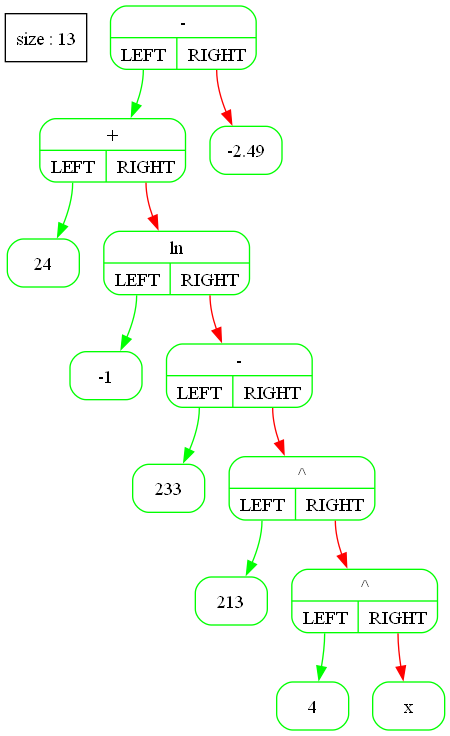 size : 13
-
LEFT RIGHT
+
LEFT RIGHT
-2.49
24
ln
LEFT RIGHT
-1
-
LEFT RIGHT
233
^
LEFT RIGHT
213
^
LEFT RIGHT
4
x